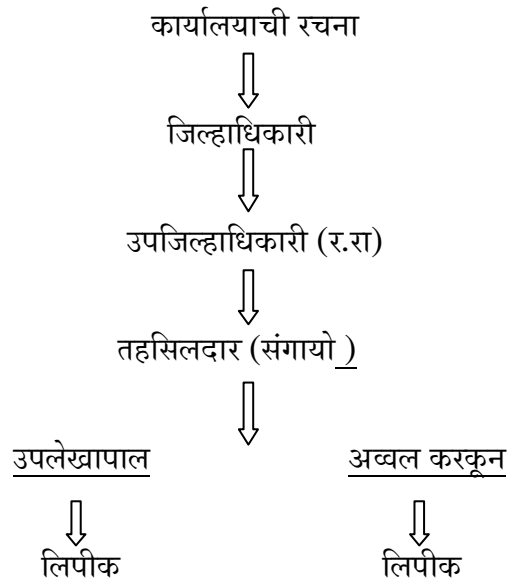 कार्यालयाची रचना
जिल्हाधिकारी
उपजिल्हाधिकारी (र.रा)
तहसिलदार (संगायो )
उपलेखापाल अव्वल करकून
लिपीक लिपीक